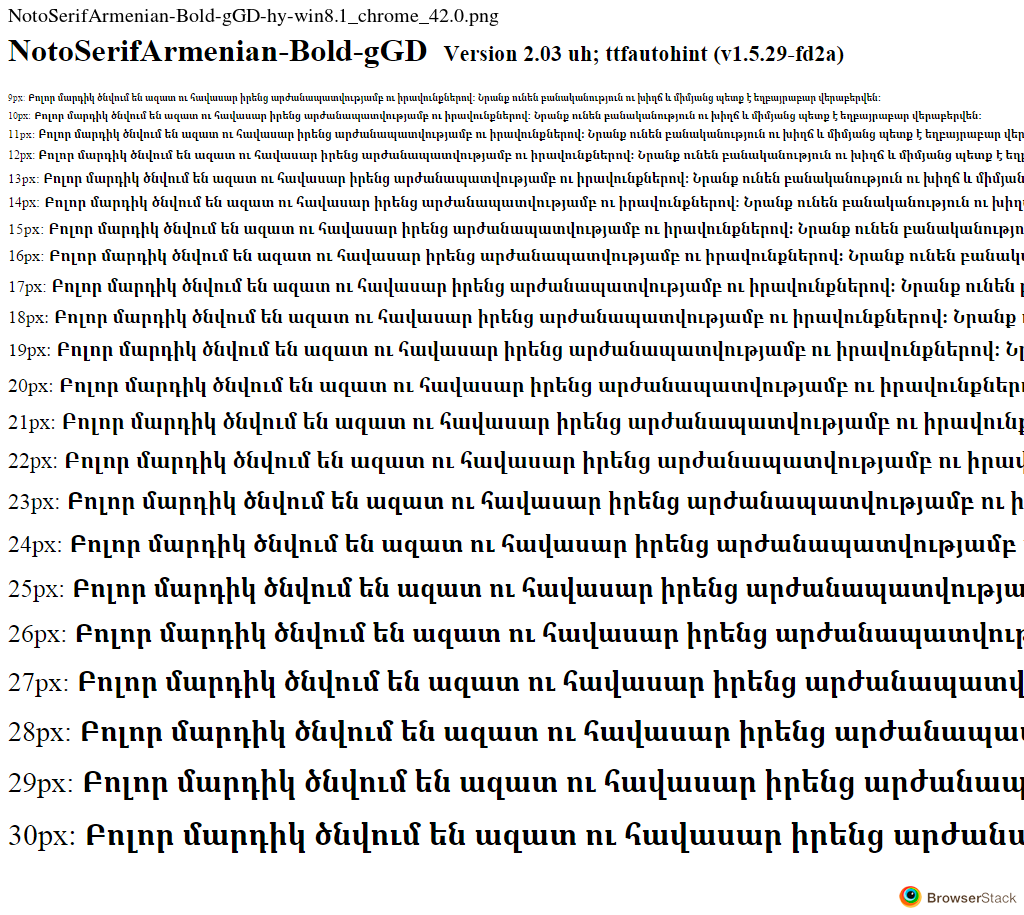 NotoSerifArmenian-Bold-gGD-hy-win8.1_chrome_42.0.png
NotoSerifArmenian-Bold-gGD Version 2.03 uh; ttfautohint (v1.5.29-fd2a)
9px: Բոլոր մարդիկ ծնվում են ազատ ու հավասար իրենց արժանապատվությամբ ու իրավունքներով։ Նրանք ունեն բանականություն ու խիղճ և միմյանց պետք է եղբայրաբար վերաբերվեն։
10px: Բոլոր մարդիկ ծնվում են ազատ ու հավասար իրենց արժանապատվությամբ ու իրավունքներով։ Նրանք ունեն բանականություն ու խիղճ և միմյանց պետք է եղբայրաբար վերաբերվեն։
11px: Բոլոր մարդիկ ծնվում են ազատ ու հավասար իրենց արժանապատվությամբ ու իրավունքներով։ Նրանք ունեն բանականություն ու խիղճ և միմյանց պետք է եղբայրաբար վեր
12px: Բոլոր մարդիկ ծնվում են ազատ ու հավասար իրենց արժանապատվությամբ ու իրավունքներով։ Նրանք ունեն բանականություն ու խիղճ և միմյանց պետք է եղբ
13px: Բոլոր մարդիկ ծնվում են ազատ ու հավասար իրենց արժանապատվությամբ ու իրավունքներով։ Նրանք ունեն բանականություն ու խիղճ և միմյան
14px: Բոլոր մարդիկ ծնվում են ազատ ու հավասար իրենց արժանապատվությամբ ու իրավունքներով։ Նրանք ունեն բանականություն ու խիղ
15px: Բոլոր մարդիկ ծնվում են ազատ ու հավասար իրենց արժանապատվությամբ ու իրավունքներով։ Նրանք ունեն բանականությո
16px: Բոլոր մարդիկ ծնվում են ազատ ու հավասար իրենց արժանապատվությամբ ու իրավունքներով։ Նրանք ունեն բանակ
17px: Բոլոր մարդիկ ծնվում են ազատ ու հավասար իրենց արժանապատվությամբ ու իրավունքներով։ Նրանք ունեն
18px: Բոլոր մարդիկ ծնվում են ազատ ու հավասար իրենց արժանապատվությամբ ու իրավունքներով։ Նրանք
19px: Բոլոր մարդիկ ծնվում են ազատ ու հավասար իրենց արժանապատվությամբ ու իրավունքներով։ Նր
20px: Բոլոր մարդիկ ծնվում են ազատ ու հավասար իրենց արժանապատվությամբ ու իրավունքներ
21px: Բոլոր մարդիկ ծնվում են ազատ ու հավասար իրենց արժանապատվությամբ ու իրավունք
22px: Բոլոր մարդիկ ծնվում են ազատ ու հավասար իրենց արժանապատվությամբ ու իրավ
23px: Բոլոր մարդիկ ծնվում են ազատ ու հավասար իրենց արժանապատվությամբ ու ի
24px: Բոլոր մարդիկ ծնվում են ազատ ու հավասար իրենց արժանապատվությամբ
25px: Բոլոր մարդիկ ծնվում են ազատ ու հավասար իրենց արժանապատվությա
26px: Բոլոր մարդիկ ծնվում են ազատ ու հավասար իրենց արժանապատվութ
27px: Բոլոր մարդիկ ծնվում են ազատ ու հավասար իրենց արժանապատվ
28px: Բոլոր մարդիկ ծնվում են ազատ ու հավասար իրենց արժանապատ
29px: Բոլոր մարդիկ ծնվում են ազատ ու հավասար իրենց արժանապ
30px: Բոլոր մարդիկ ծնվում են ազատ ու հավասար իրենց արժանա
BrowserStack